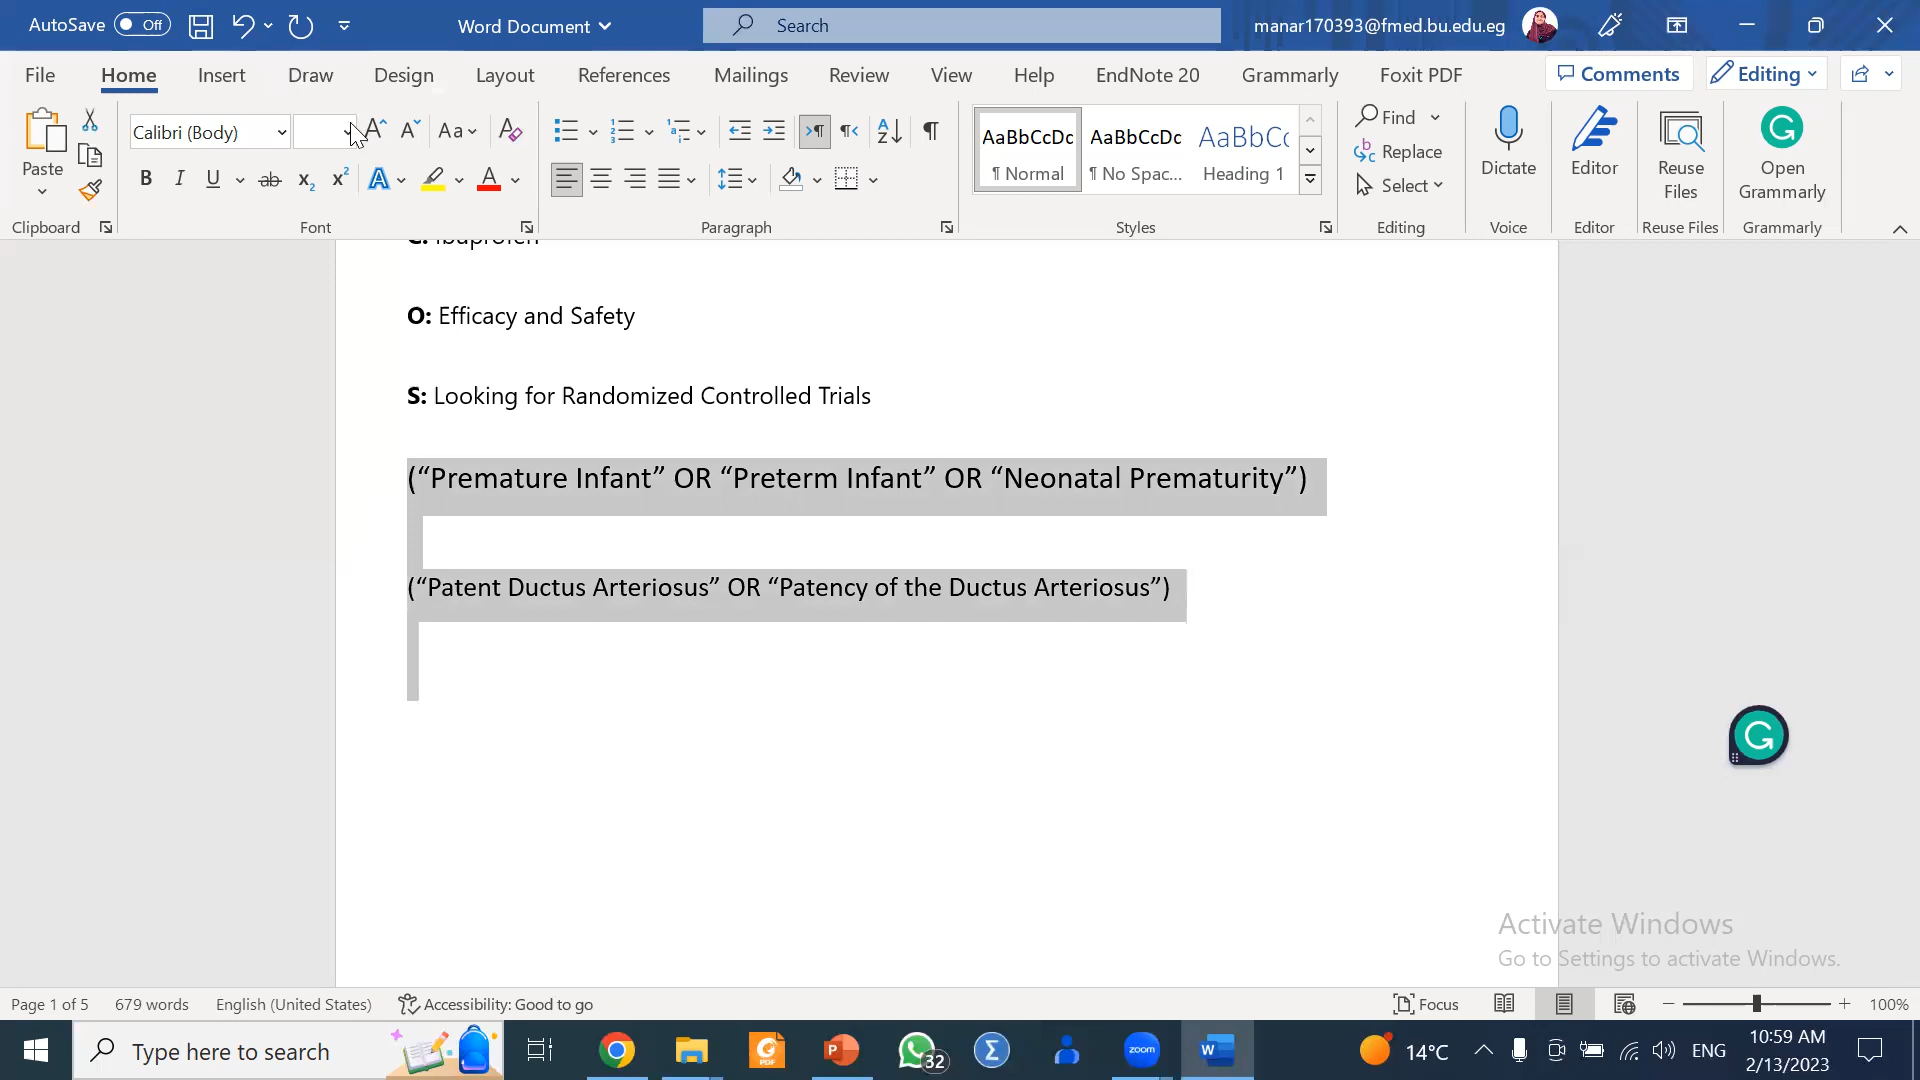 AutoSave Off Word Document Search manar170393@fmed.bu.edu.eg
File Home Insert Draw Design Layout References Mailings Review View Help EndNote 20 Grammarly Foxit PDF Comments Editing
Paste
Calibri (Body)
Aa
AaBbCcDc AaBbCcDc AaBbCc
¶ Normal ¶ No Spac... Heading 1
Find
Replace
Select
Dictate
Editor
Reuse Files
Open Grammarly
Clipboard Font Paragraph Styles Editing Voice Editor Reuse Files Grammarly
C: Ibuprofen
O: Efficacy and Safety
S: Looking for Randomized Controlled Trials
(“Premature Infant” OR “Preterm Infant” OR “Neonatal Prematurity”)
(“Patent Ductus Arteriosus” OR “Patency of the Ductus Arteriosus”)
Activate Windows
Go to Settings to activate Windows.
Page 1 of 5 679 words English (United States) Accessibility: Good to go Focus 100%
Type here to search 32 zoom 14°C ENG 10:59 AM
2/13/2023